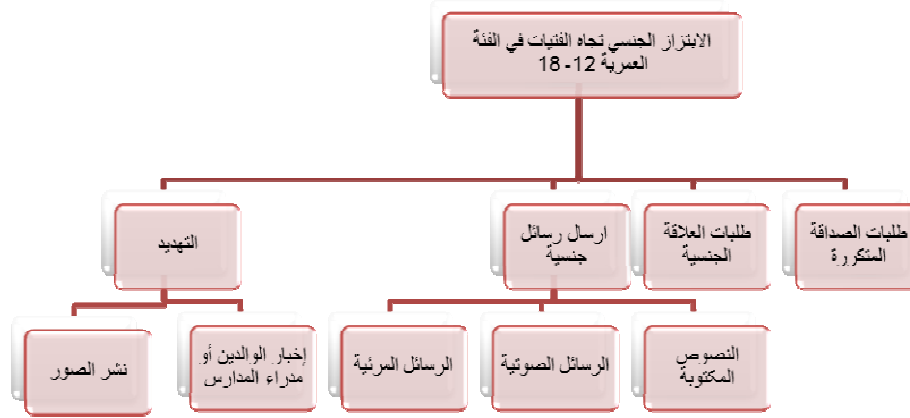 الابتزاز الجنسي تجاه الفتيات في الفئة
العمرية 12- 18
طلبات الصداقة
المتكررة
طلبات العلاقة
الجنسية
ارسال رسائل
جنسية
التهديد
النصوص
المكتوبة
الرسائل الصوتية
الرسائل المرئية
إخبار الوالدين أو
مدراء المدارس
نشر الصور